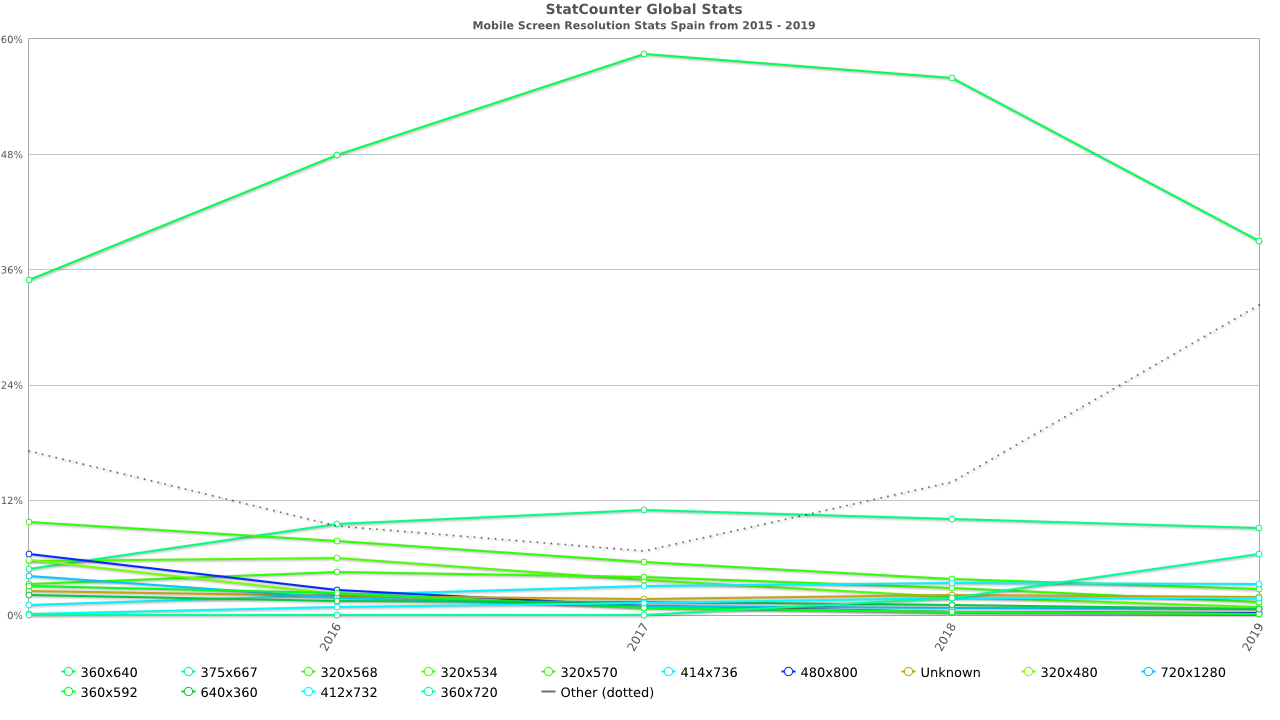 StatCounter Global Stats
Mobile Screen Resolution Stats Spain from 2015 - 2019
60%
48%
36%
24%
12%
0%
2016 2017 2018 2019
360x640 375x667 320x568 320x534 320x570 414x736 480x800 Unknown 320x480 720x1280
360x592 640x360 412x732 360x720 Other (dotted)